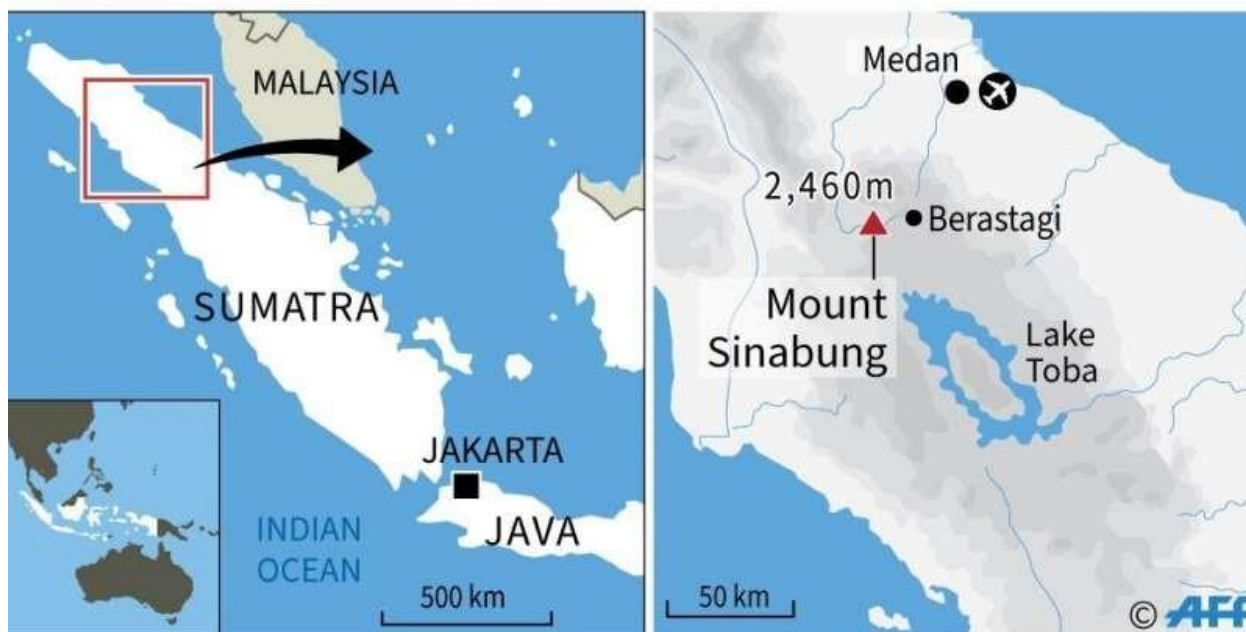 MALAYSIA
SUMATRA
JAKARTA
JAVA
INDIAN
OCEAN
500 km
Medan
2,460m
Berastagi
Mount
Sinabung
Lake
Toba
50 km
© AFP